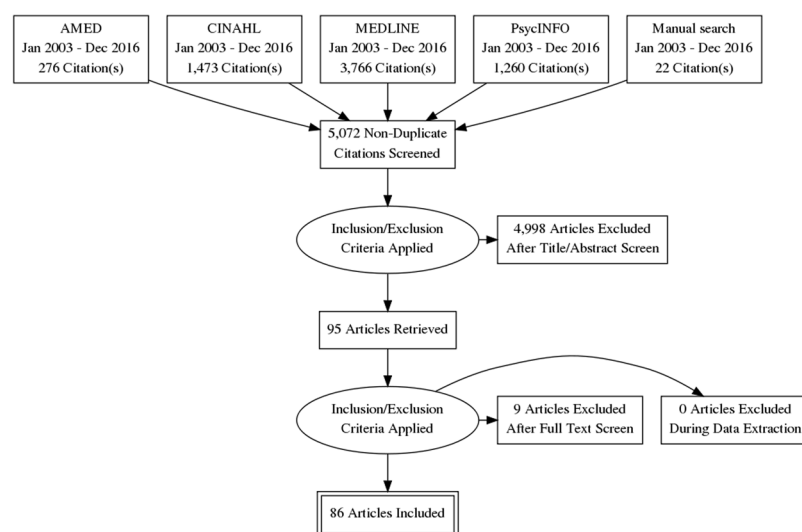 AMED
Jan 2003 - Dec 2016
276 Citation(s)
CINAHL
Jan 2003 - Dec 2016
1,473 Citation(s)
MEDLINE
Jan 2003 - Dec 2016
3,766 Citation(s)
PsycINFO
Jan 2003 - Dec 2016
1,260 Citation(s)
Manual search
Jan 2003 - Dec 2016
22 Citation(s)
5,072 Non-Duplicate
Citations Screened
Inclusion/Exclusion
Criteria Applied
4,998 Articles Excluded
After Title/Abstract Screen
95 Articles Retrieved
Inclusion/Exclusion
Criteria Applied
9 Articles Excluded
After Full Text Screen
0 Articles Excluded
During Data Extraction
86 Articles Included